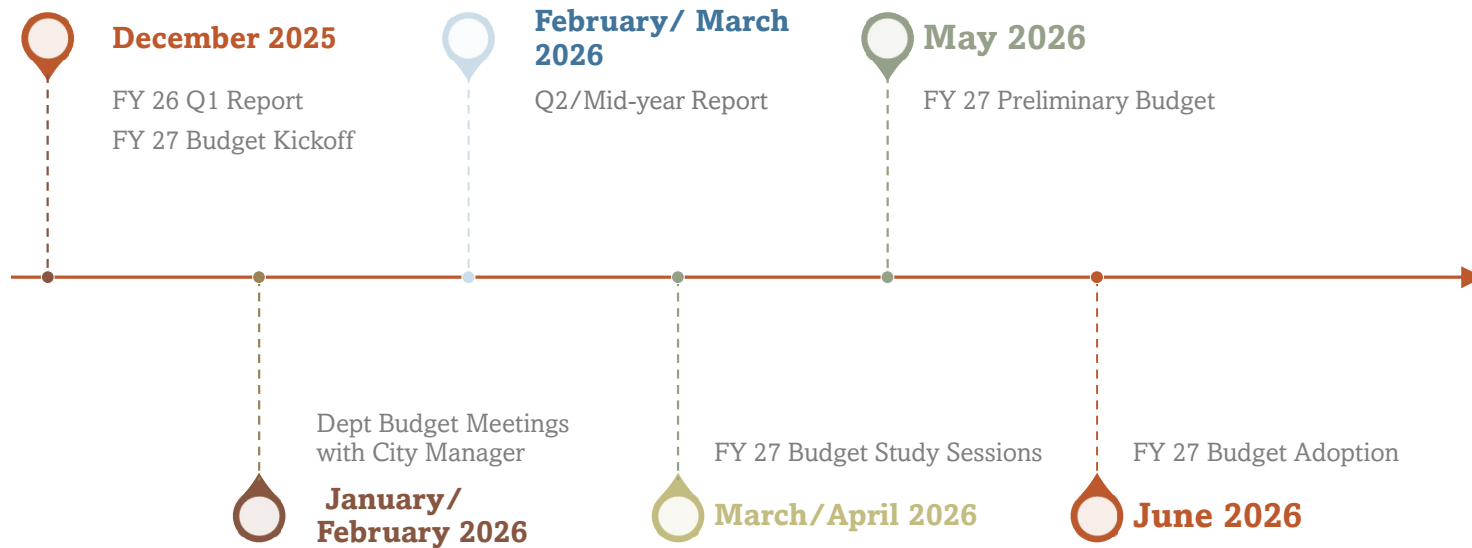 December 2025
FY 26 Q1 Report
FY 27 Budget Kickoff
February/ March
2026
Q2/Mid-year Report
May 2026
FY 27 Preliminary Budget
Dept Budget Meetings
with City Manager
January/
February 2026
FY 27 Budget Study Sessions
March/April 2026
FY 27 Budget Adoption
June 2026